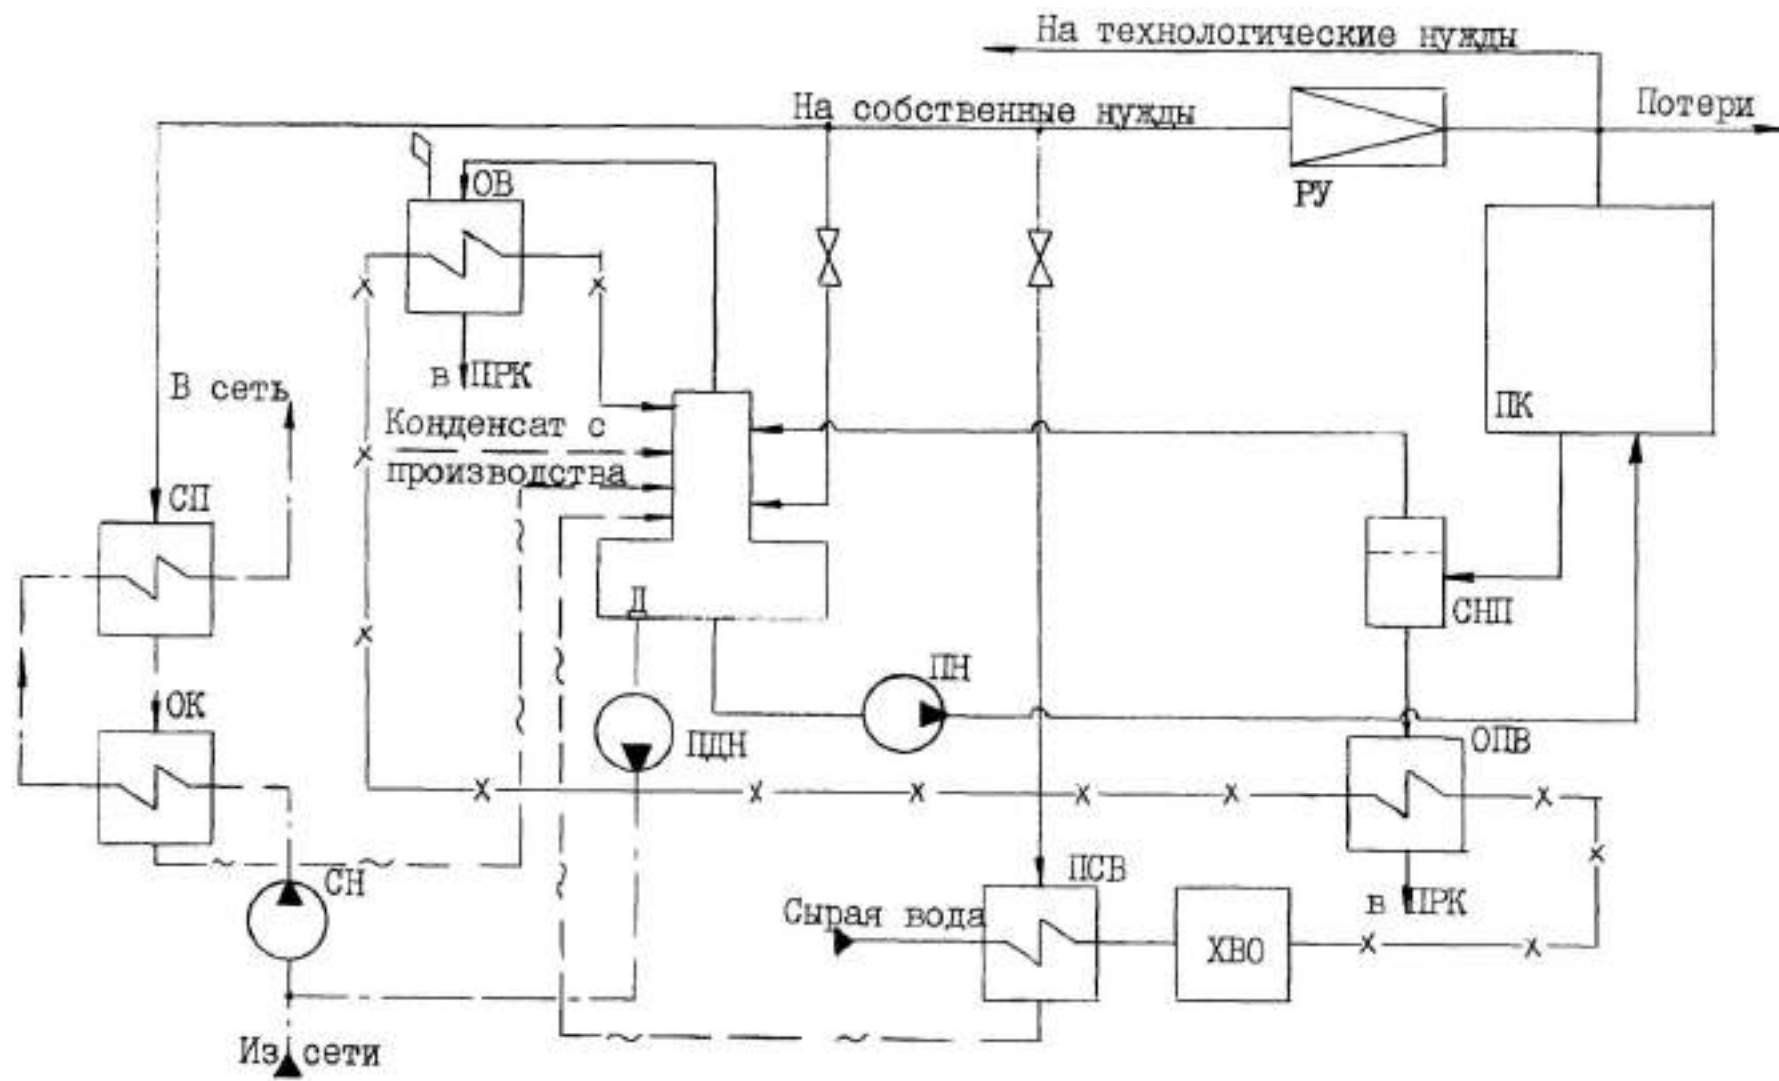 На технологические нужды
На собственные нужды
Потери
РУ
ОВ
в ПРК
В сеть
Конденсат с
производства
ПК
СП
СНП
Д
ПН
ОК
ПДН
ОПВ
СН
ПСВ
в ПРК
Сырая вода
ХВО
Из сети